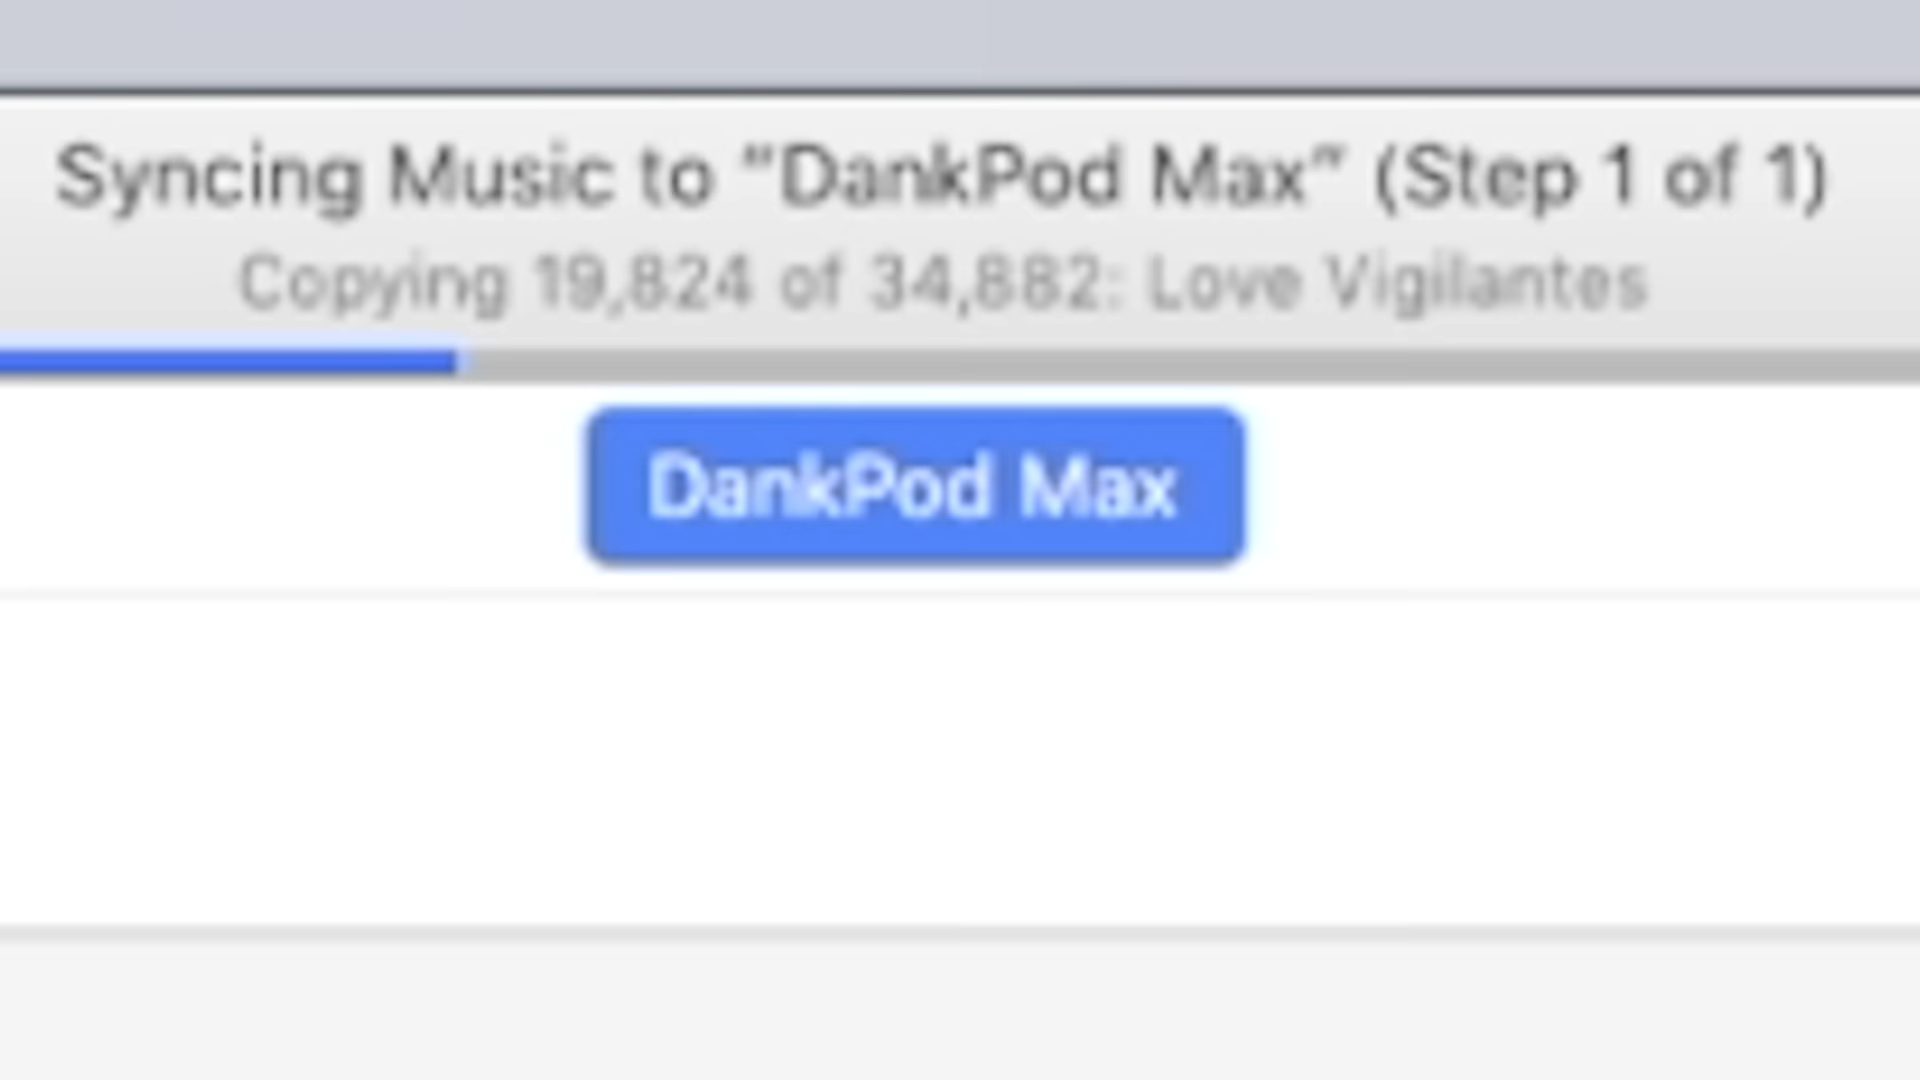 Syncing Music to “DankPod Max” (Step 1 of 1)
Copying 19,824 of 34,882: Love Vigilantes
DankPod Max